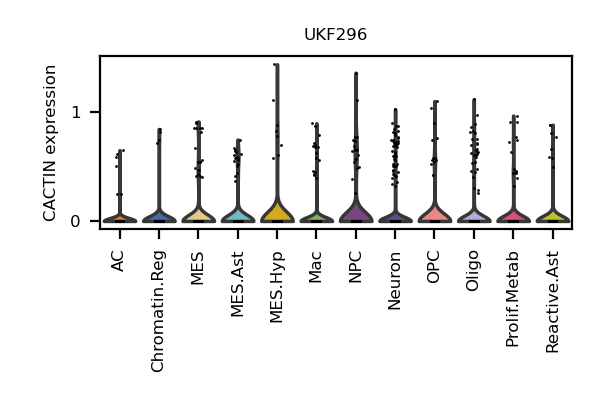 UKF296
CACTIN expression
1
0
AC
Chromatin.Reg
MES
MES.Ast
MES.Hyp
Mac
NPC
Neuron
OPC
Oligo
Prolif.Metab
Reactive.Ast